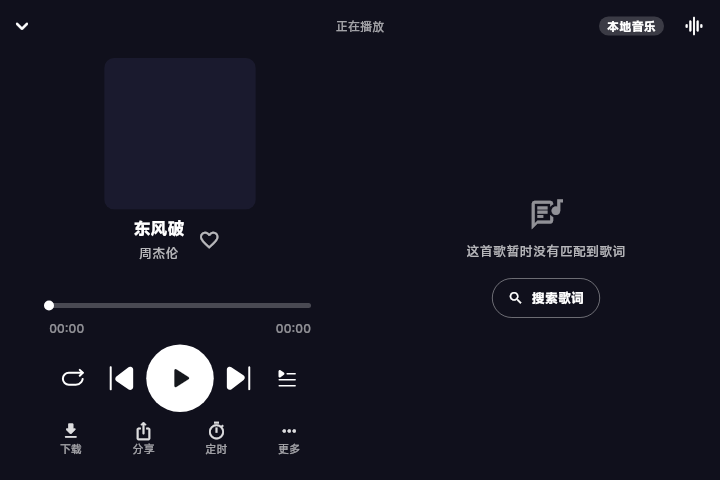 正在播放
本地音乐
东风破
周杰伦
00:00
00:00
下载
分享
定时
更多
这首歌暂时没有匹配到歌词
搜索歌词